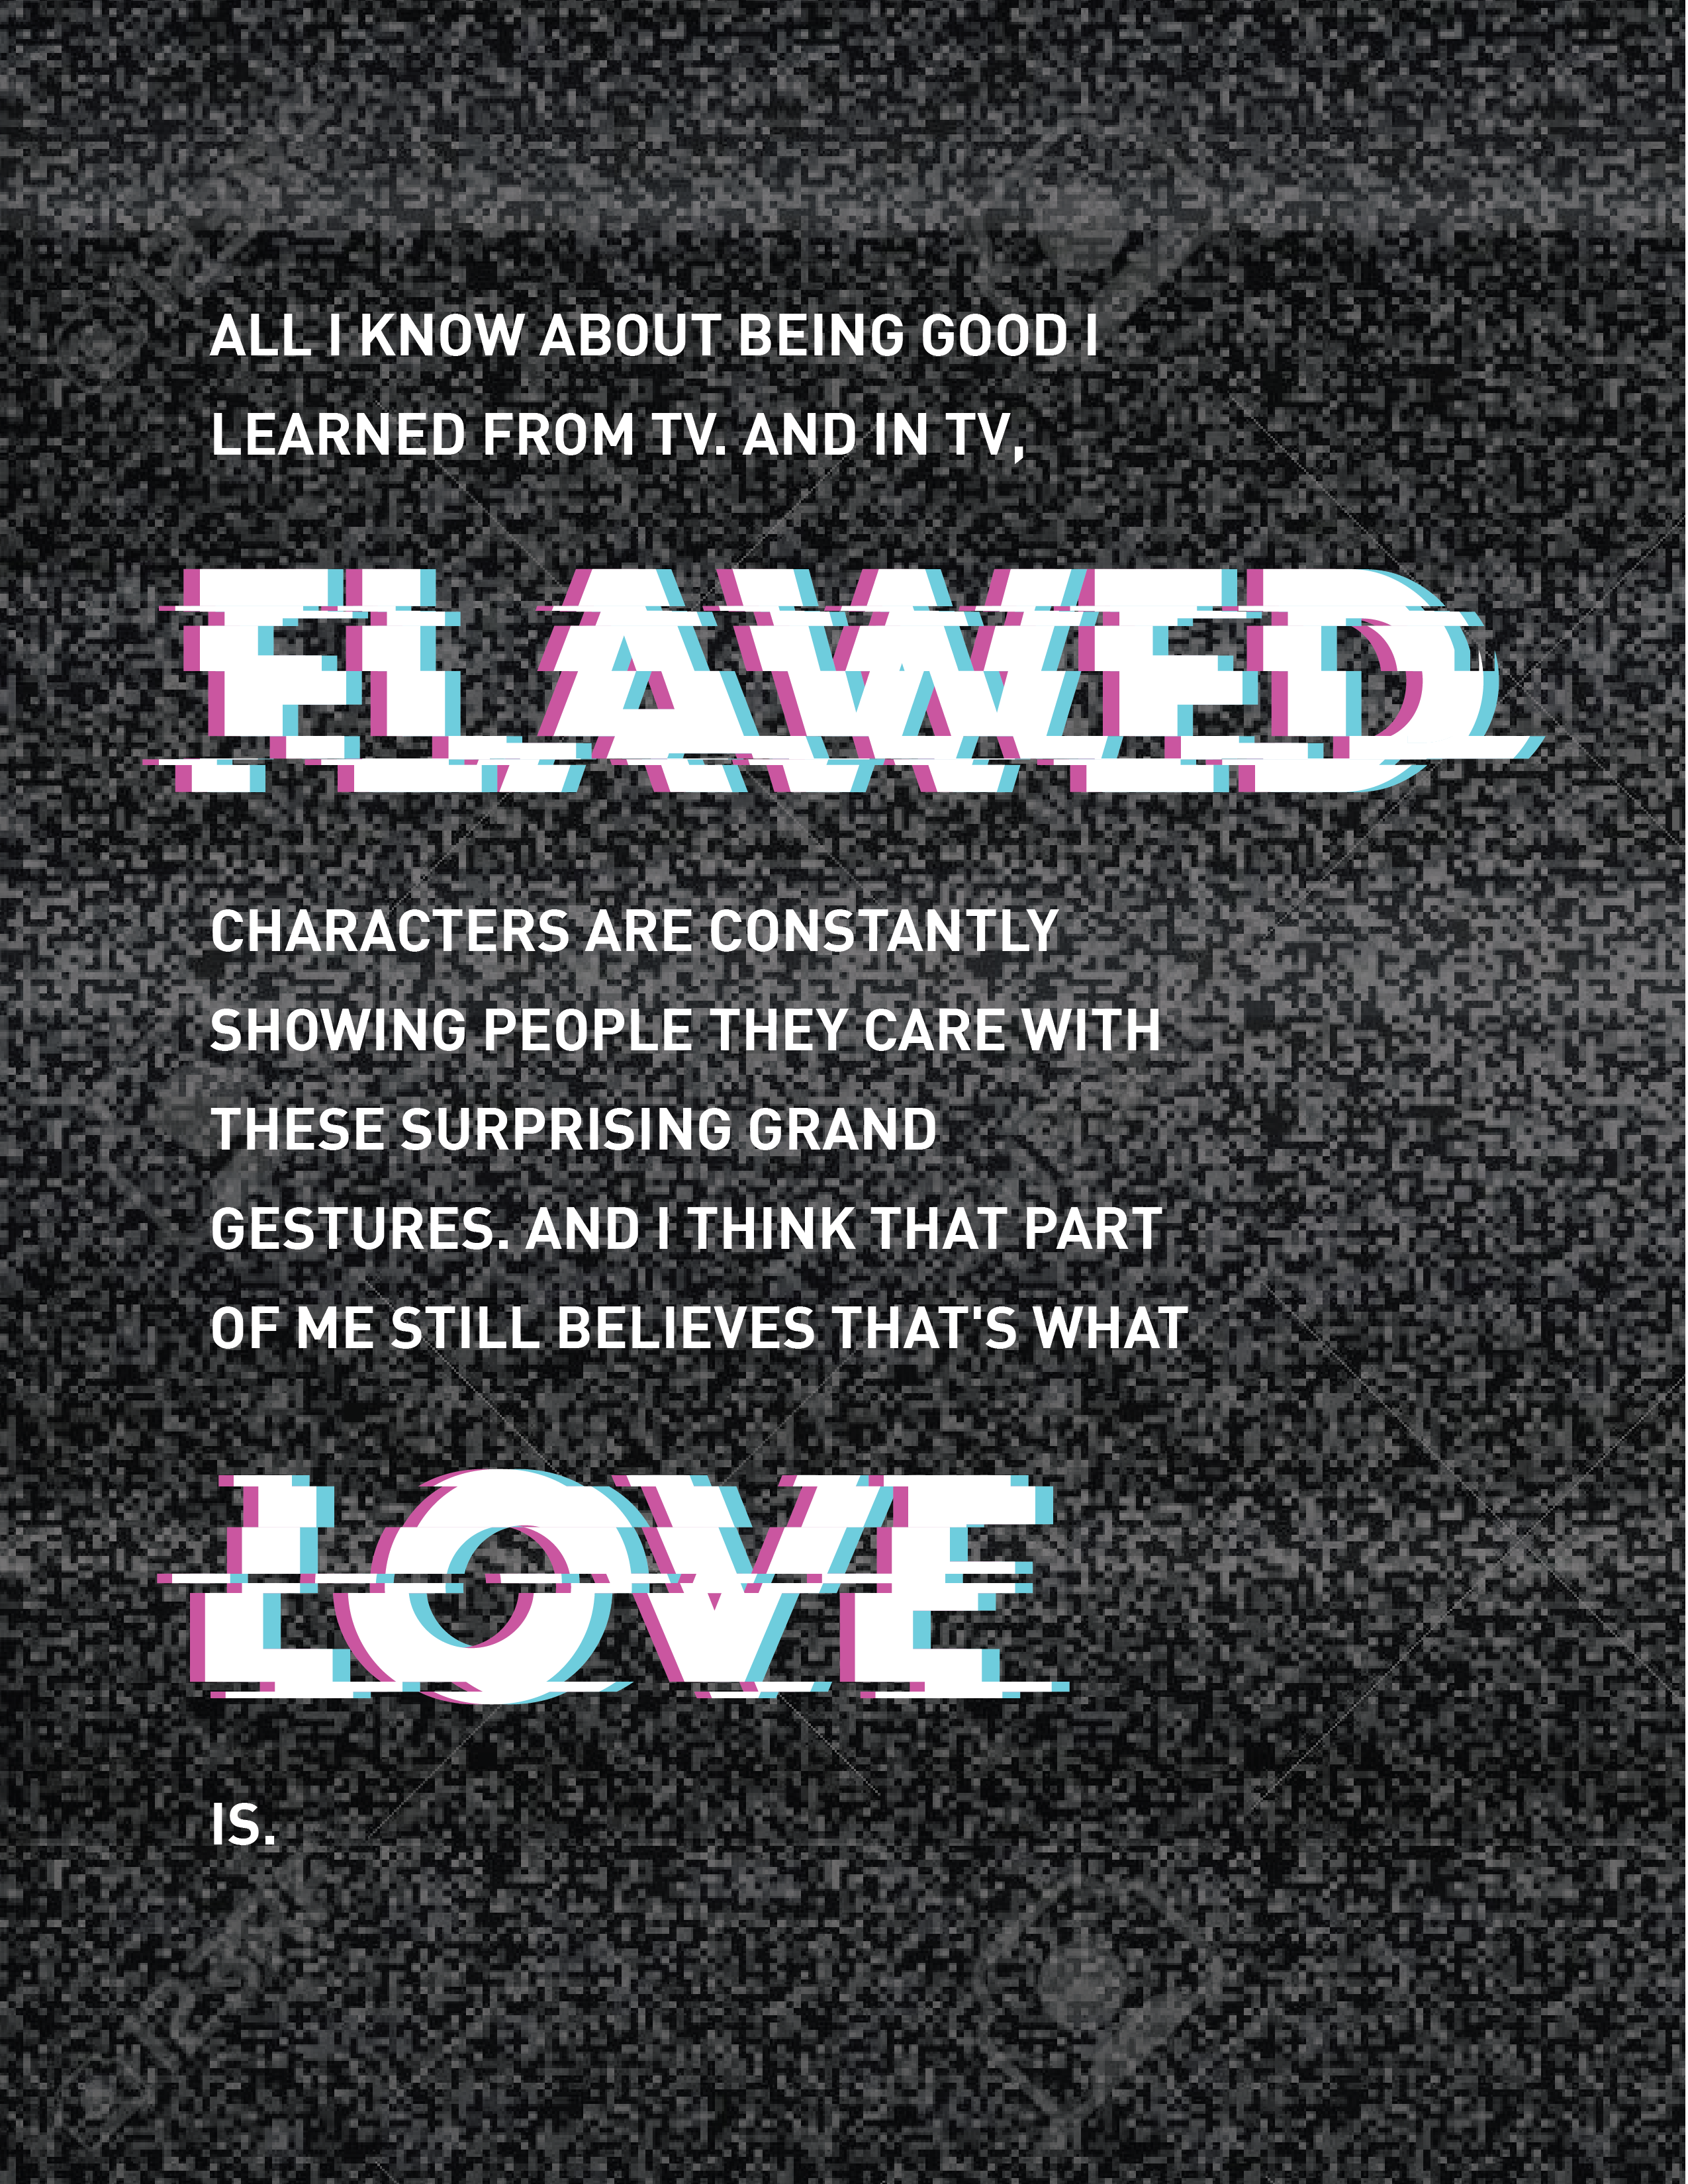 ALL I KNOW ABOUT BEING GOOD I
LEARNED FROM TV. AND IN TV,
FLAWED
CHARACTERS ARE CONSTANTLY
SHOWING PEOPLE THEY CARE WITH
THESE SURPRISING GRAND
GESTURES. AND I THINK THAT PART
OF ME STILL BELIEVES THAT'S WHAT
LOVE
IS.